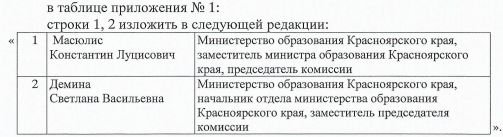 в таблице приложения № 1:
строки 1, 2 изложить в следующей редакции:
« 1 Масюлис Министерство образования Красноярского края,
Константин Луцисович заместитель министра образования Красноярского
края, председатель комиссии
2 Демина Министерство образования Красноярского края,
Светлана Васильевна начальник отдела министерства образования
Красноярского края, заместитель председателя
комиссии ».